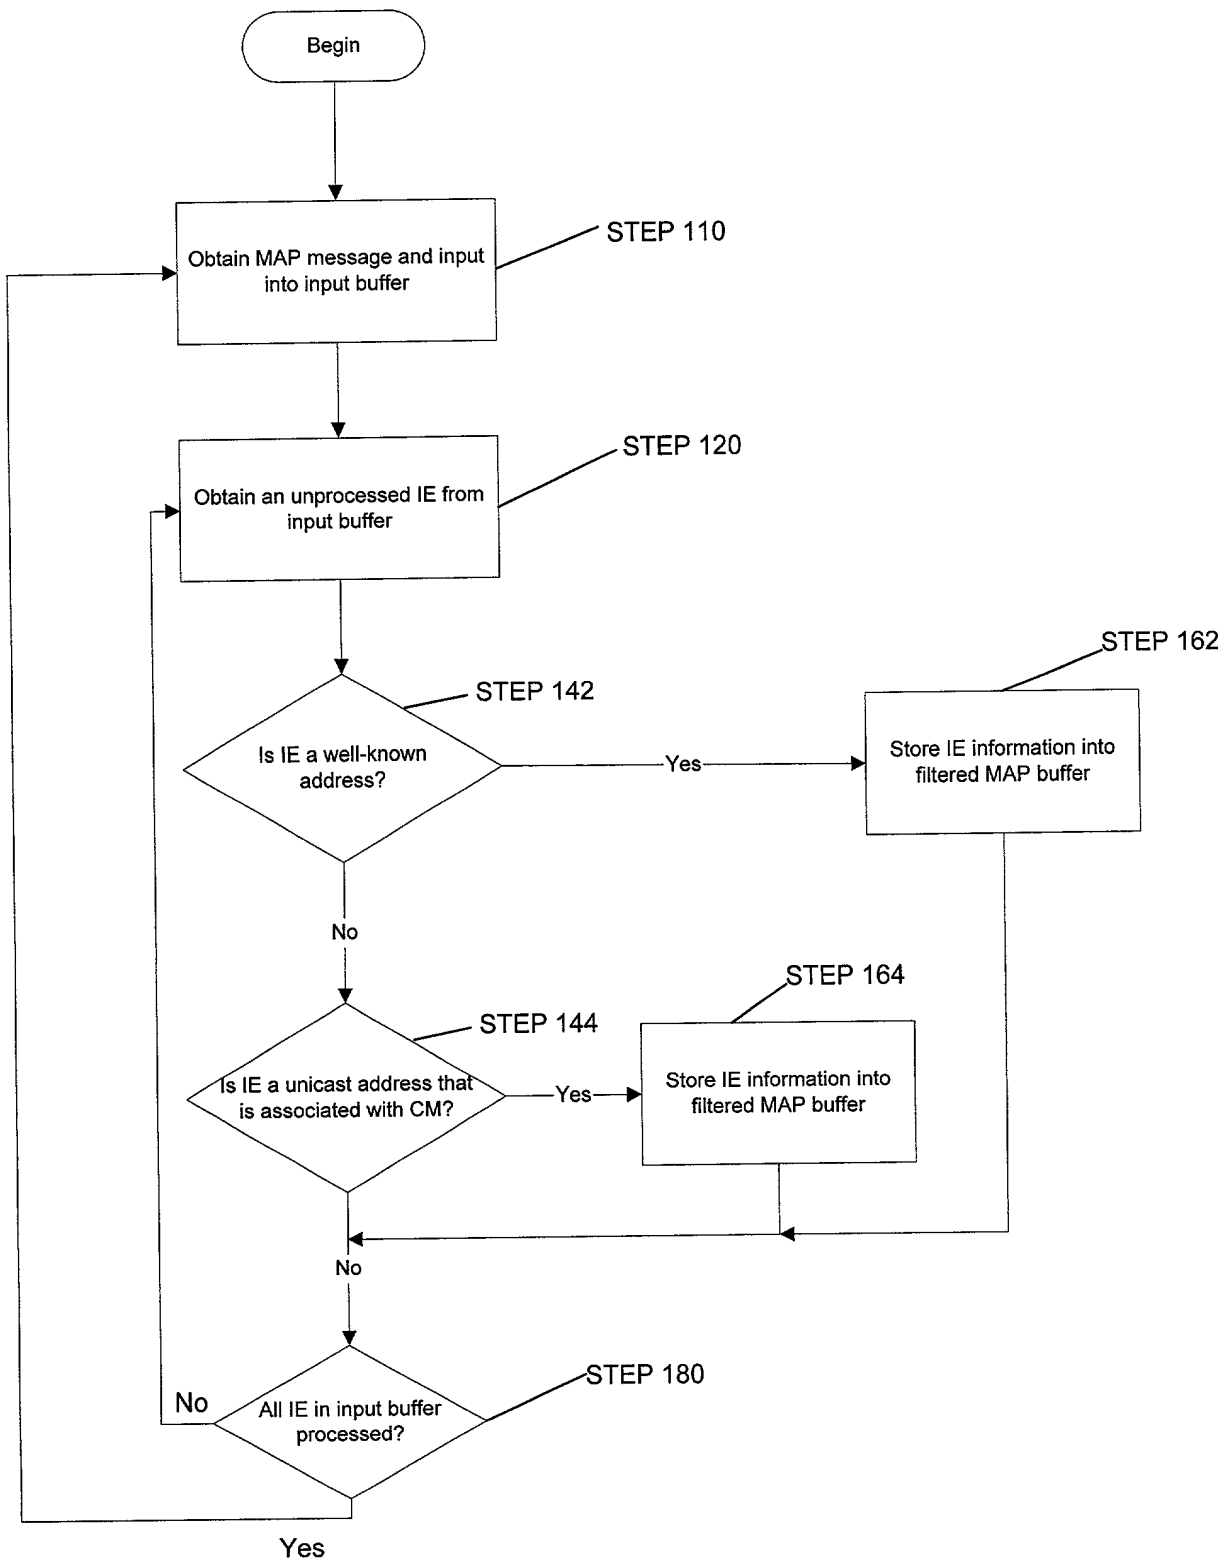 Begin
STEP 110
Obtain MAP message and input
into input buffer
STEP 120
Obtain an unprocessed IE from
input buffer
STEP 162
STEP 142
Is IE a well-known
address?
Yes
Store IE information into
filtered MAP buffer
No
STEP 164
STEP 144
Is IE a unicast address that
is associated with CM?
Yes
Store IE information into
filtered MAP buffer
No
STEP 180
No
All IE in input buffer
processed?
Yes